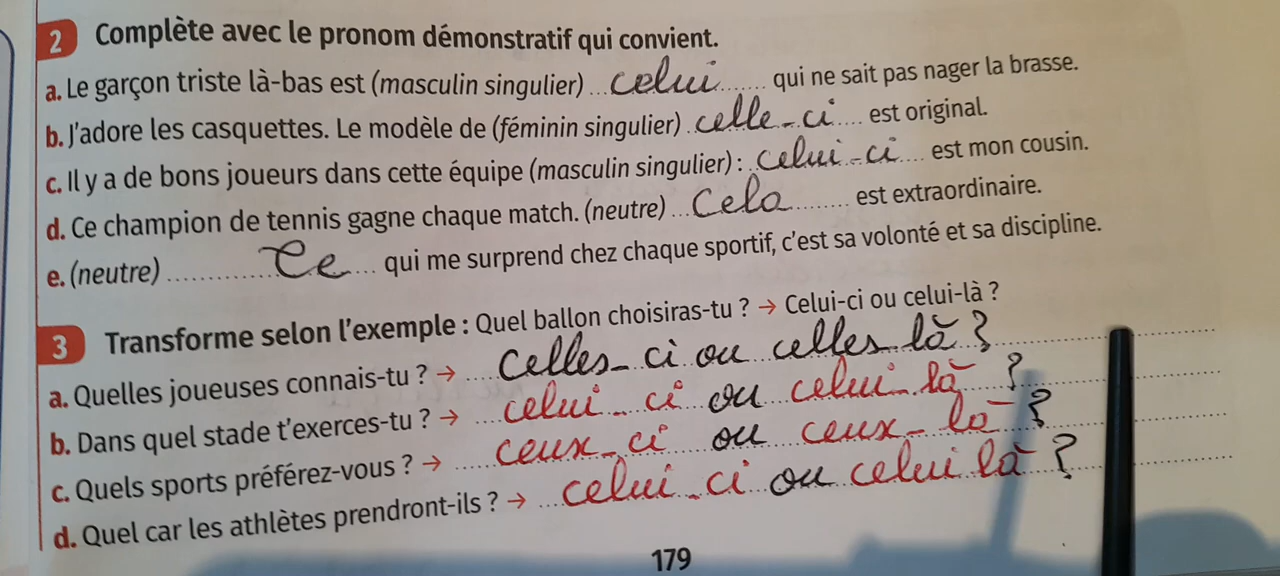 2 Complète avec le pronom démonstratif qui convient.
a. Le garçon triste là-bas est (masculin singulier) ... celui ...... qui ne sait pas nager la brasse.
b. J'adore les casquettes. Le modèle de (féminin singulier) . celle-ci .... est original.
c. Il y a de bons joueurs dans cette équipe (masculin singulier) : . celui-ci .... est mon cousin.
d. Ce champion de tennis gagne chaque match. (neutre) ... Cela ........ est extraordinaire.
e. (neutre) ............ Ce .... qui me surprend chez chaque sportif, c'est sa volonté et sa discipline.
3 Transforme selon l'exemple : Quel ballon choisiras-tu ? → Celui-ci ou celui-là ?
a. Quelles joueuses connais-tu ? → ... celles-ci ou celles là ?
b. Dans quel stade t'exerces-tu ? → .... celui-ci ou celui-là ?
c. Quels sports préférez-vous ? → ..... ceux-ci ou ceux-là ?
d. Quel car les athlètes prendront-ils ? → ... celui-ci ou celui là ?
179